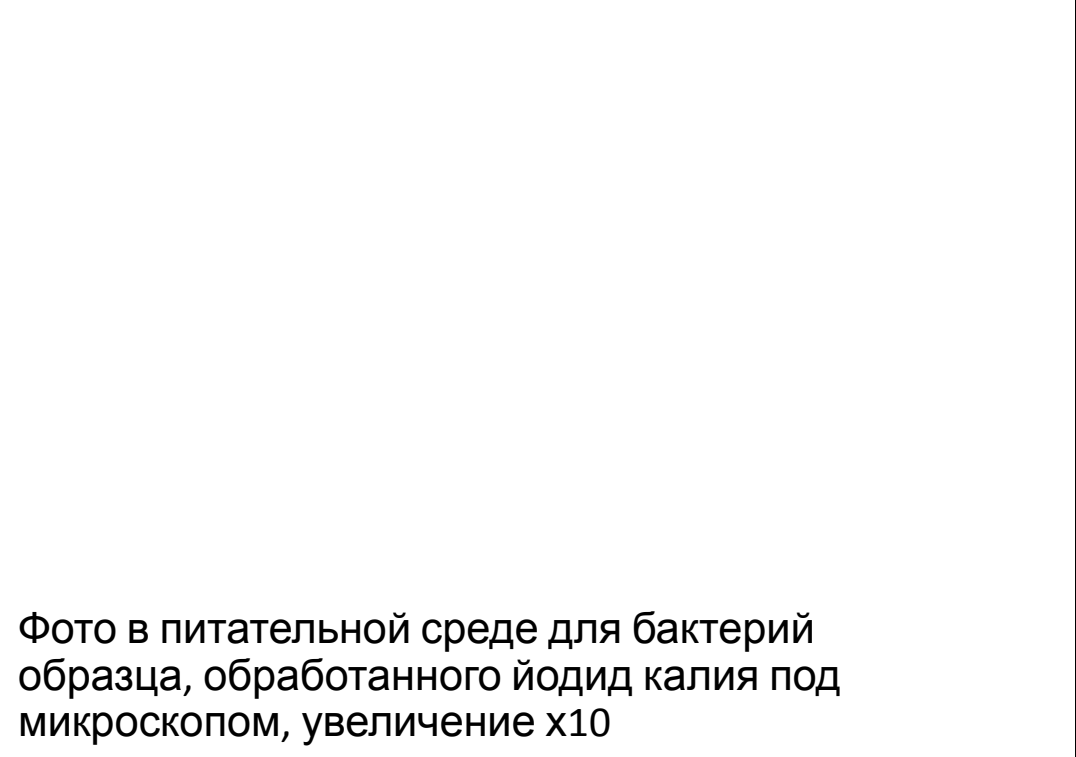 Фото в питательной среде для бактерий
образца, обработанного йодид калия под
микроскопом, увеличение х10